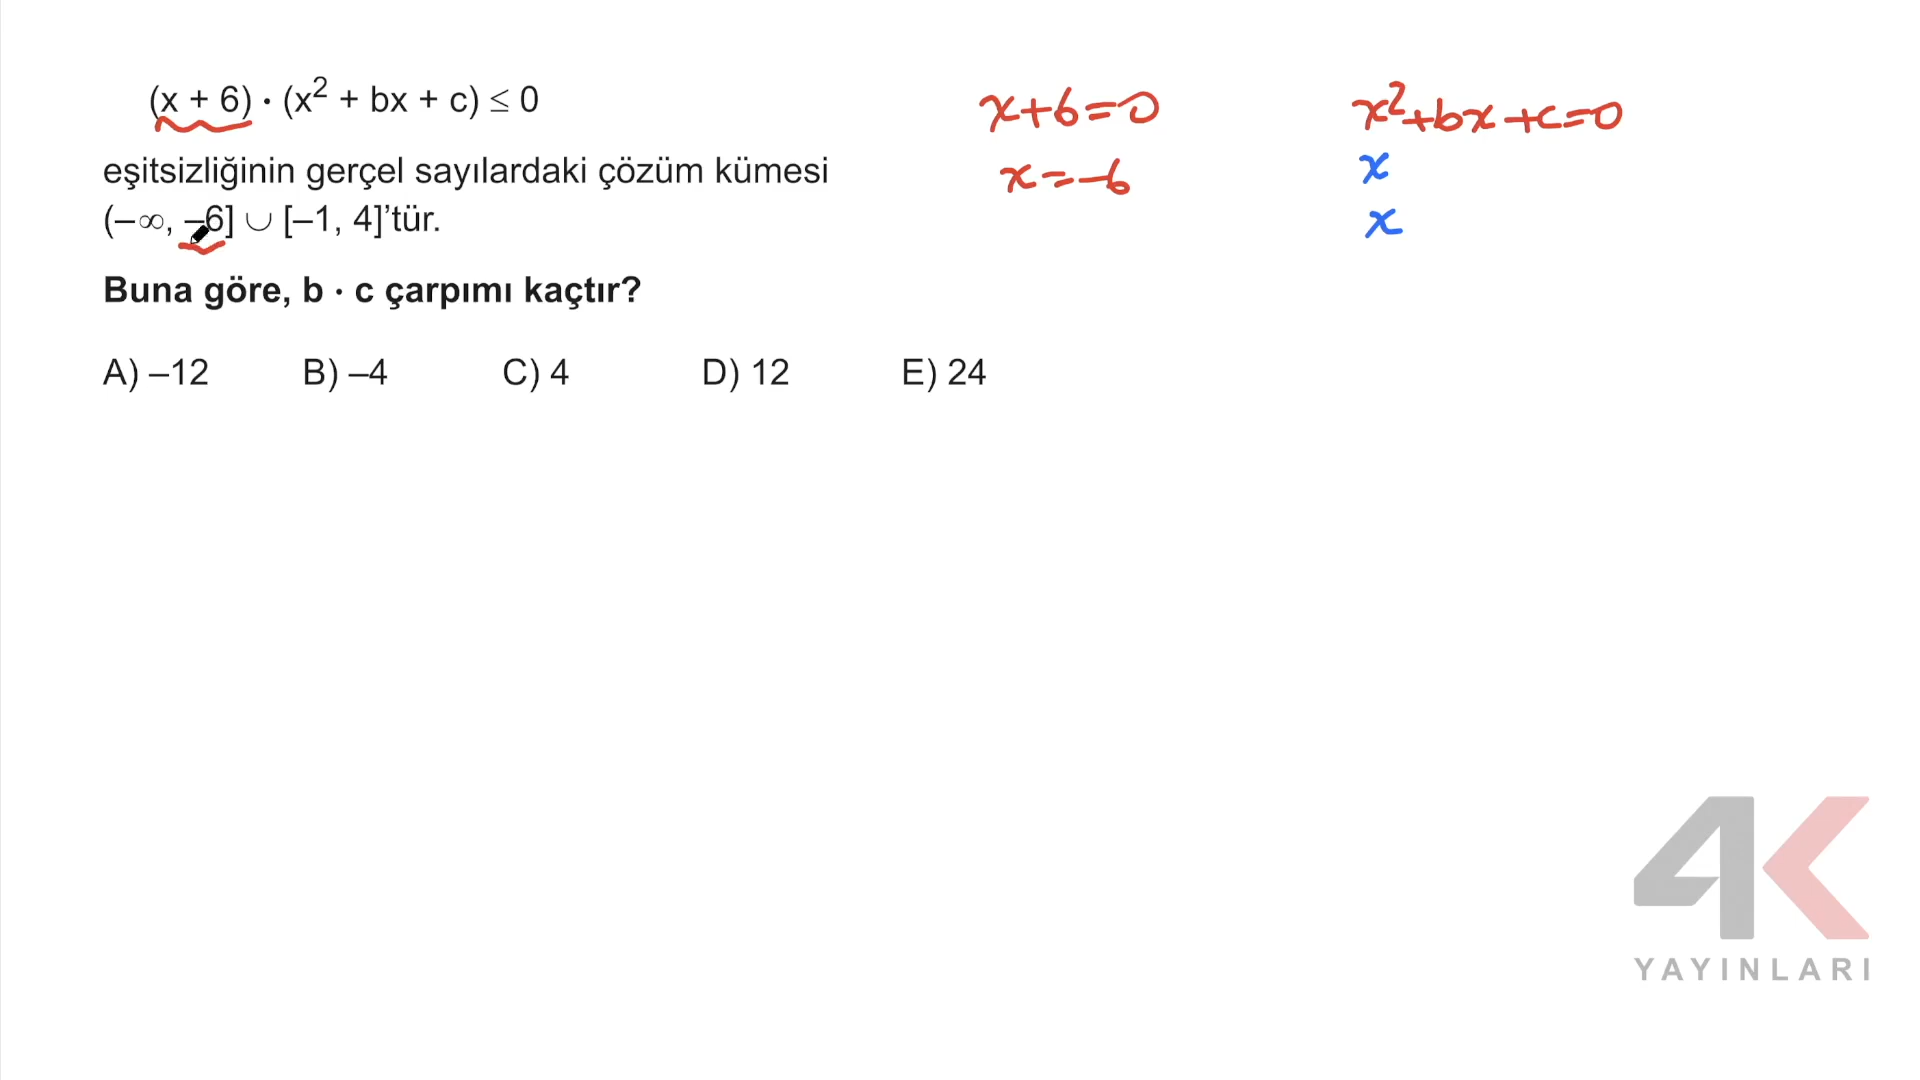 (x + 6) · (x² + bx + c) ≤ 0
eşitsizliğinin gerçel sayılardaki çözüm kümesi
(–∞, –6] ∪ [–1, 4]’tür.
Buna göre, b · c çarpımı kaçtır?
A) –12 B) –4 C) 4 D) 12 E) 24
x+6=0
x=-6
x²+bx+c=0
x
x
4K
YAYINLARI